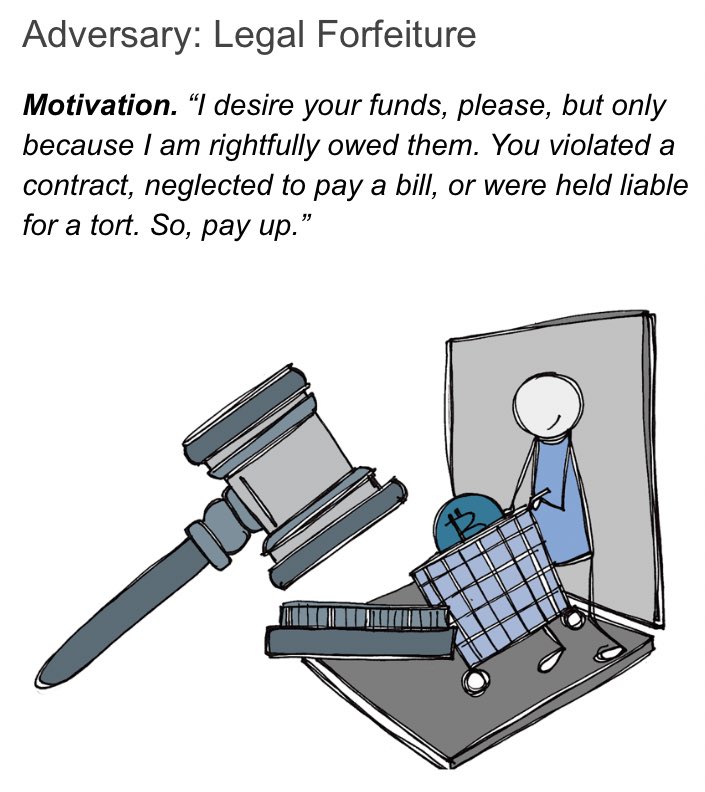 Adversary: Legal Forfeiture
Motivation. “I desire your funds, please, but only
because I am rightfully owed them. You violated a
contract, neglected to pay a bill, or were held liable
for a tort. So, pay up.”
₿